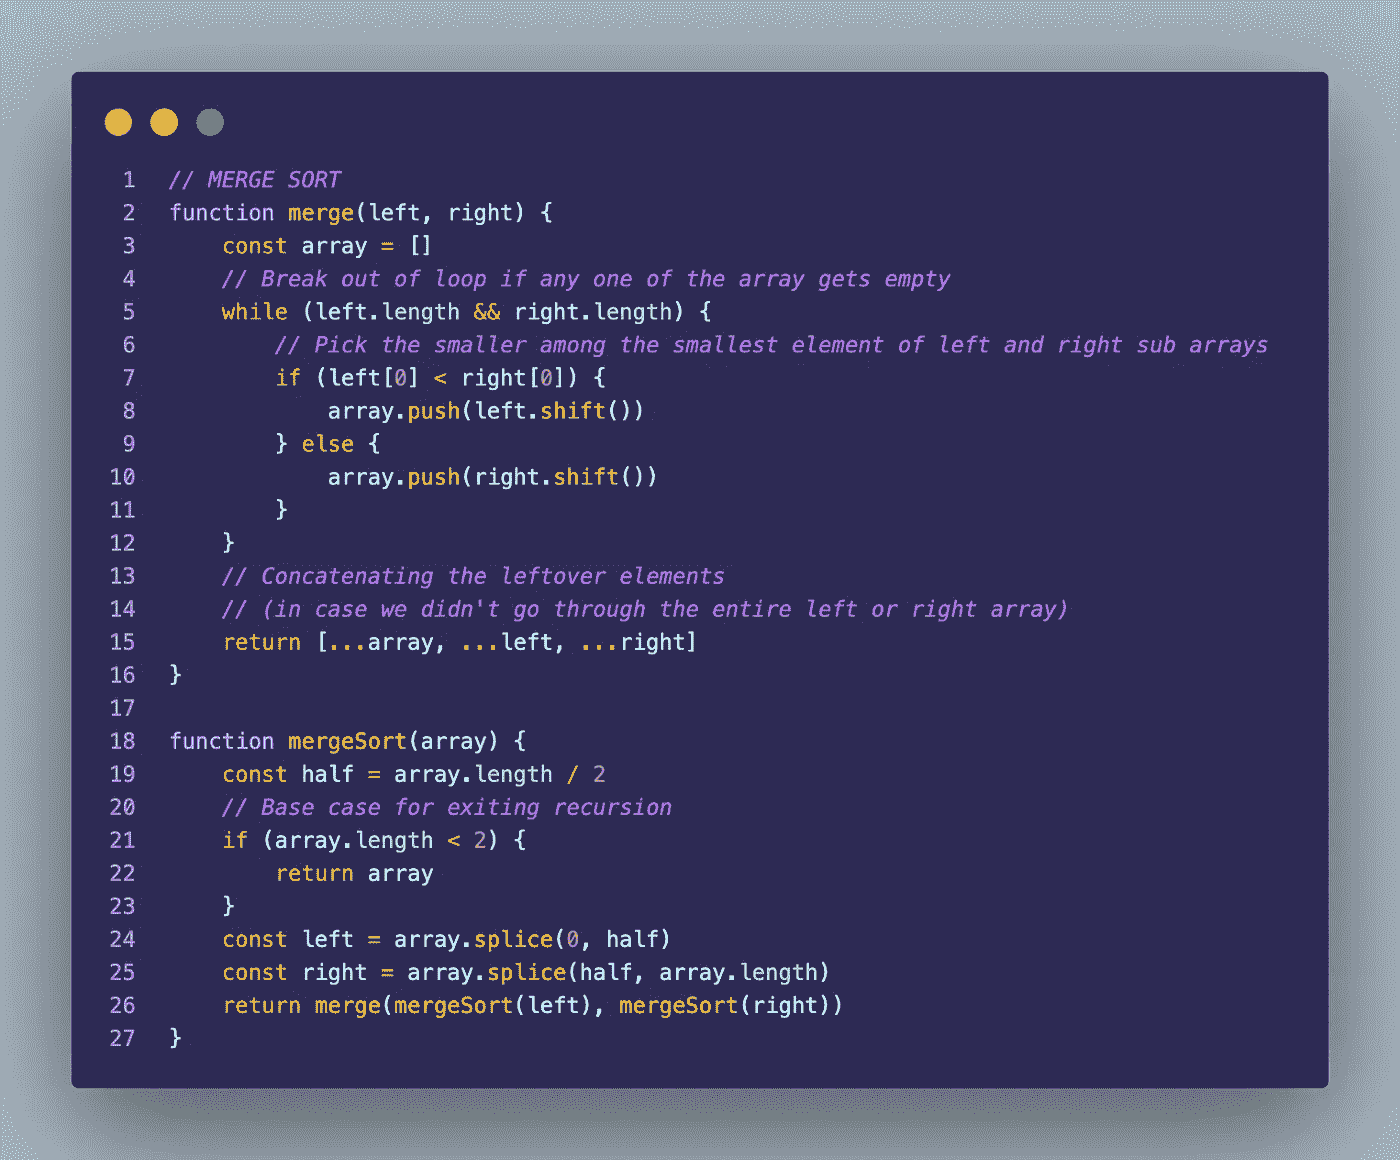 1 // MERGE SORT
2 function merge(left, right) {
3     const array = []
4     // Break out of loop if any one of the array gets empty
5     while (left.length && right.length) {
6         // Pick the smaller among the smallest element of left and right sub arrays
7         if (left[0] < right[0]) {
8             array.push(left.shift())
9         } else {
10             array.push(right.shift())
11         }
12     }
13     // Concatenating the leftover elements
14     // (in case we didn't go through the entire left or right array)
15     return [...array, ...left, ...right]
16 }
17
18 function mergeSort(array) {
19     const half = array.length / 2
20     // Base case for exiting recursion
21     if (array.length < 2) {
22         return array
23     }
24     const left = array.splice(0, half)
25     const right = array.splice(half, array.length)
26     return merge(mergeSort(left), mergeSort(right))
27 }